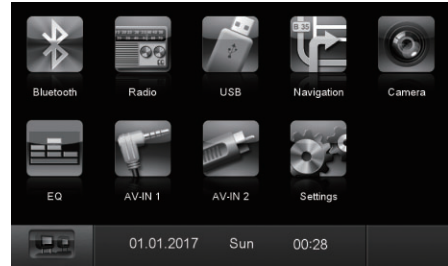 B.35
Bluetooth Radio USB Navigation Camera
EQ AV-IN 1 AV-IN 2 Settings
01.01.2017 Sun 00:28